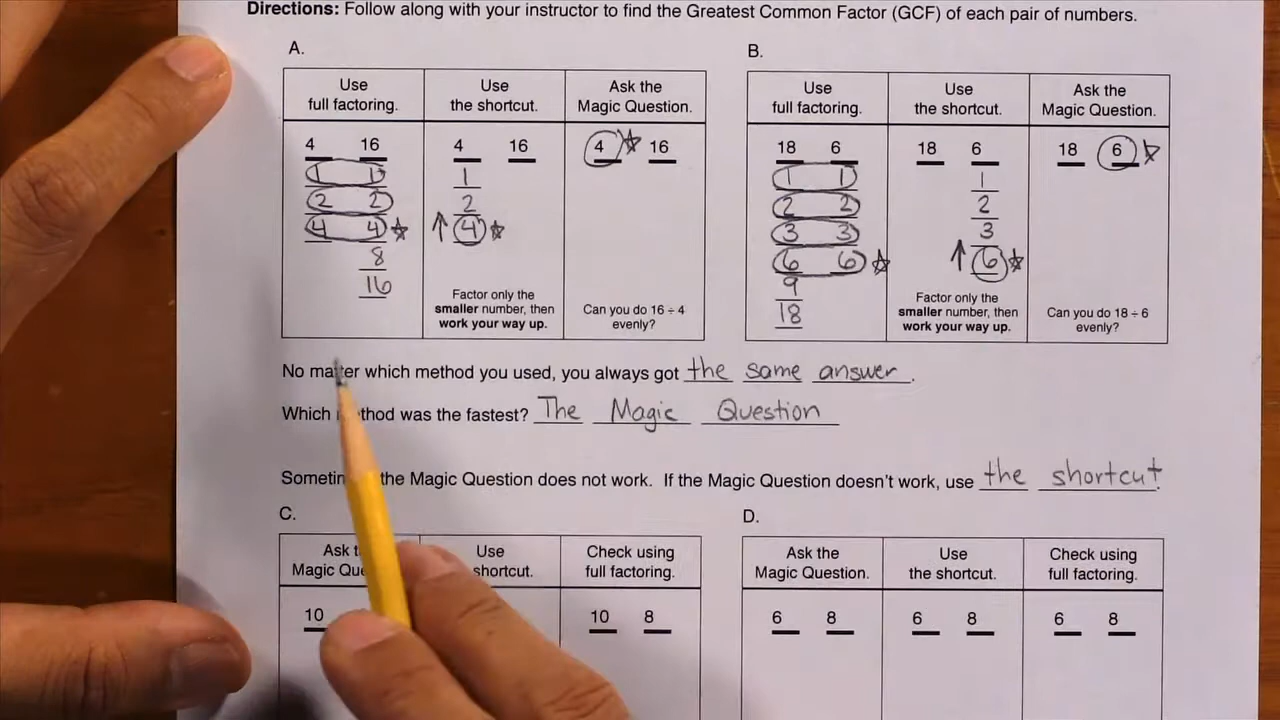 Directions: Follow along with your instructor to find the Greatest Common Factor (GCF) of each pair of numbers.
A.
Use full factoring.
4 16
1 1
2 2
4 4
8
16
Use the shortcut.
4 16
1
2
4
Factor only the
smaller number, then
work your way up.
Ask the Magic Question.
4 16
Can you do 16 ÷ 4
evenly?
B.
Use full factoring.
18 6
1 1
2 2
3 3
6 6
9
18
Use the shortcut.
18 6
1
2
3
6
Factor only the
smaller number, then
work your way up.
Ask the Magic Question.
18 6
Can you do 18 ÷ 6
evenly?
No matter which method you used, you always got the same answer.
Which method was the fastest? The Magic Question
the Magic Question does not work. If the Magic Question doesn't work, use the shortcut.
C.
Ask
Magic
10
Use
shortcut.
Check using
full factoring.
10 8
D.
Ask the
Magic Question.
6 8
Use
the shortcut.
6 8
Check using
full factoring.
6 8